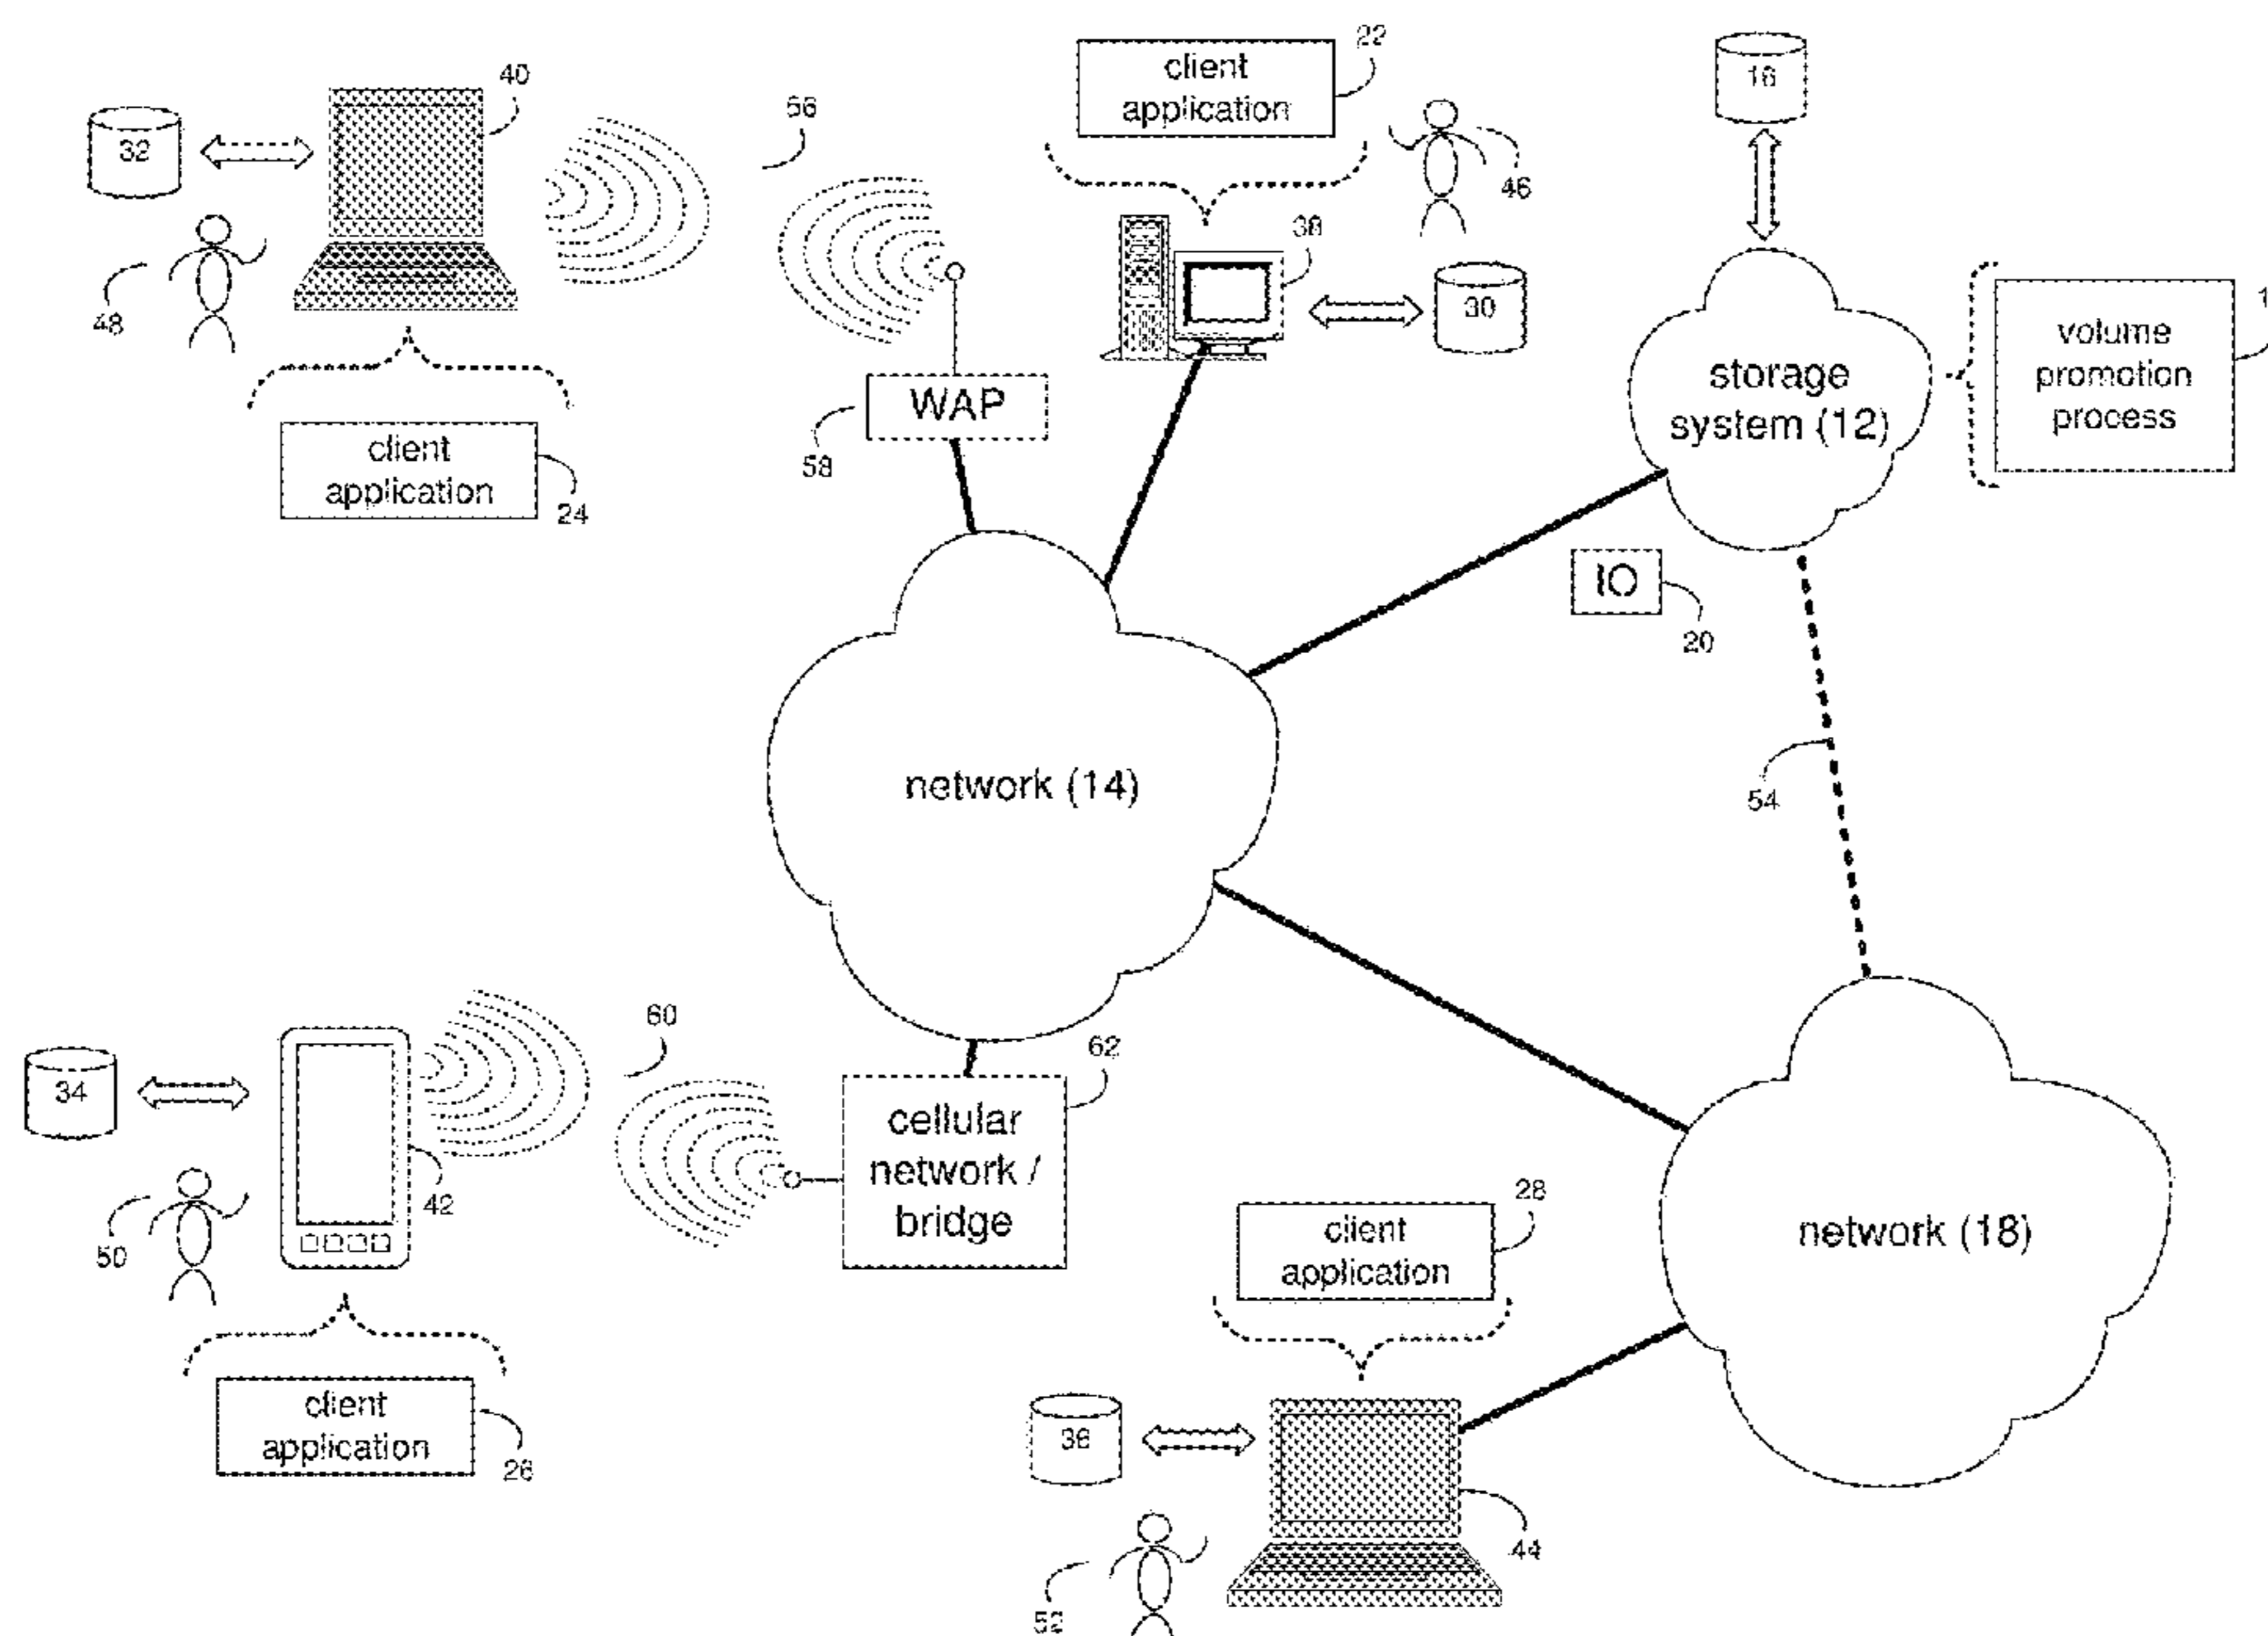 40
32
48
client
application
24
56
WAP
58
client
application
22
46
38
30
16
storage
system (12)
volume
promotion
process
1
IO
20
54
network (14)
60
62
34
42
50
cellular
network /
bridge
client
application
26
client
application
28
network (18)
36
44
52